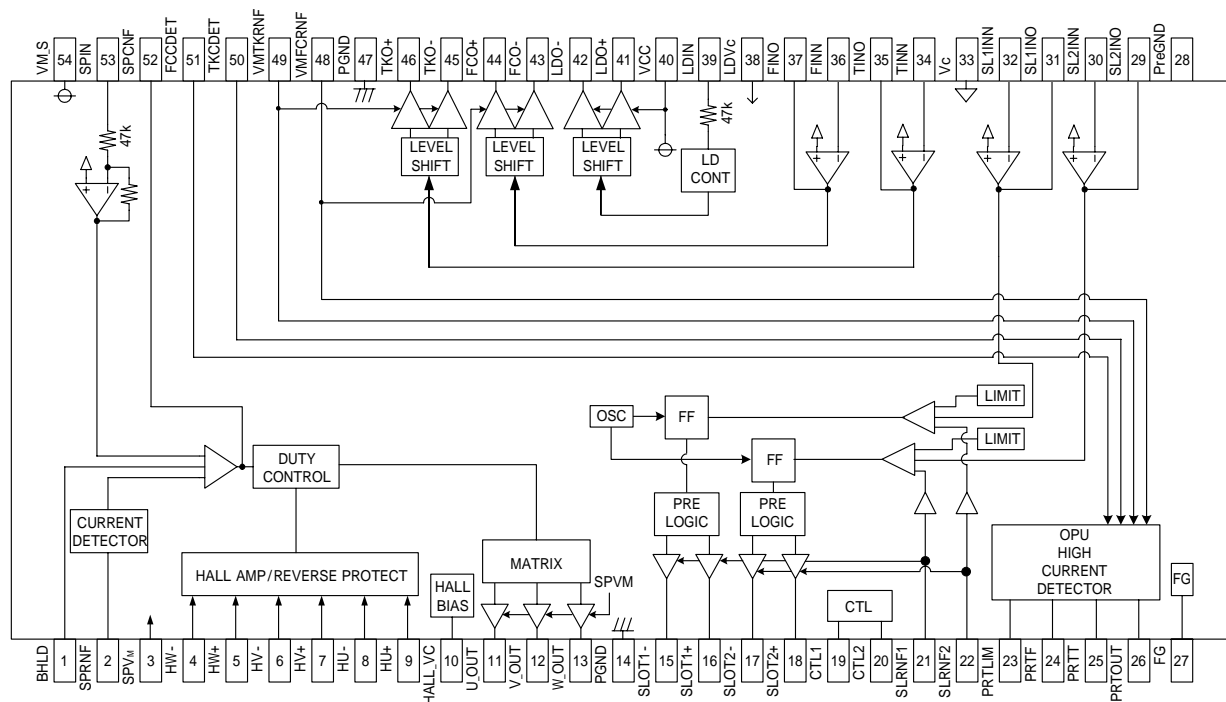 VM_S
54
SPIN
53
SPCNF
52
FCCDET
51
TKCDET
50
VMTKRNF
49
VMFCRNF
48
PGND
47
TKO+
46
TKO-
45
FCO+
44
FCO-
43
LDO-
42
LDO+
41
VCC
40
LDIN
39
LDVc
38
FINO
37
FINN
36
TINO
35
TINN
34
Vc
33
SL1INN
32
SL1INO
31
SL2INN
30
SL2INO
29
PreGND
28
47k
+
-
LEVEL
SHIFT
LEVEL
SHIFT
LEVEL
SHIFT
47k
LD
CONT
+
-
+
-
+
-
+
-
OSC
FF
LIMIT
FF
LIMIT
DUTY
CONTROL
CURRENT
DETECTOR
HALL AMP/REVERSE PROTECT
HALL
BIAS
MATRIX
SPVM
PRE
LOGIC
PRE
LOGIC
CTL
OPU
HIGH
CURRENT
DETECTOR
FG
BHLD
1
SPRNF
2
SPVM
3
HW-
4
HW+
5
HV-
6
HV+
7
HU-
8
HU+
9
HALL_VC
10
U_OUT
11
V_OUT
12
W_OUT
13
PGND
14
SLOT1-
15
SLOT1+
16
SLOT2-
17
SLOT2+
18
CTL1
19
CTL2
20
SLRNF1
21
SLRNF2
22
PRTLIM
23
PRTF
24
PRTT
25
PRTOUT
26
FG
27